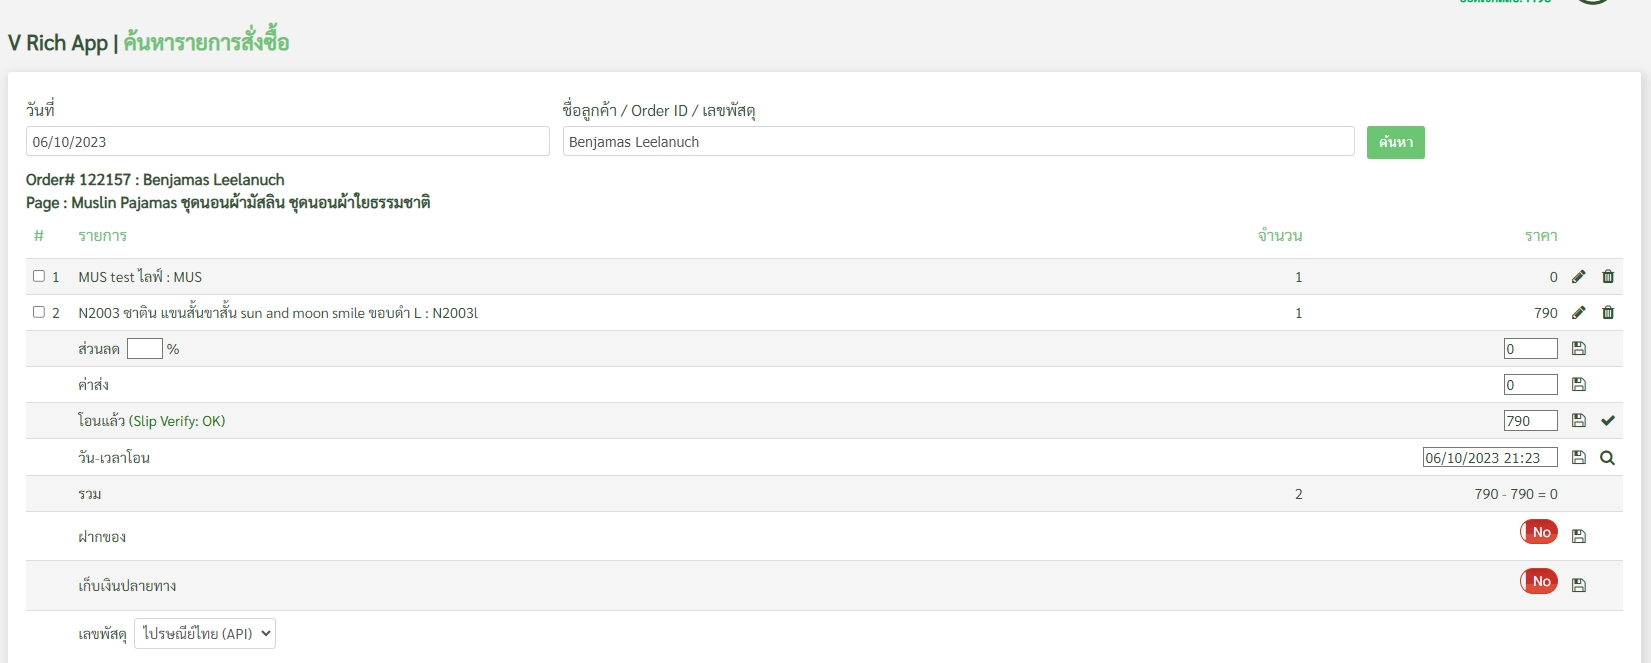 V Rich App | ค้นหารายการสั่งซื้อ
วันที่
ชื่อลูกค้า / Order ID / เลขพัสดุ
06/10/2023
Benjamas Leelanuch
ค้นหา
Order# 122157 : Benjamas Leelanuch
Page : Muslin Pajamas ชุดนอนผ้ามัสลิน ชุดนอนผ้าใยธรรมชาติ
# รายการ จำนวน ราคา
1 MUS test ไลฟ์ : MUS 1 0
2 N2003 ซาติน แขนสั้นขาสั้น sun and moon smile ขอบดำ L : N2003l 1 790
ส่วนลด % 0
ค่าส่ง 0
โอนแล้ว (Slip Verify: OK) 790
วัน-เวลาโอน 06/10/2023 21:23
รวม 2 790 - 790 = 0
ฝากของ No
เก็บเงินปลายทาง No
เลขพัสดุ ไปรษณีย์ไทย (API)